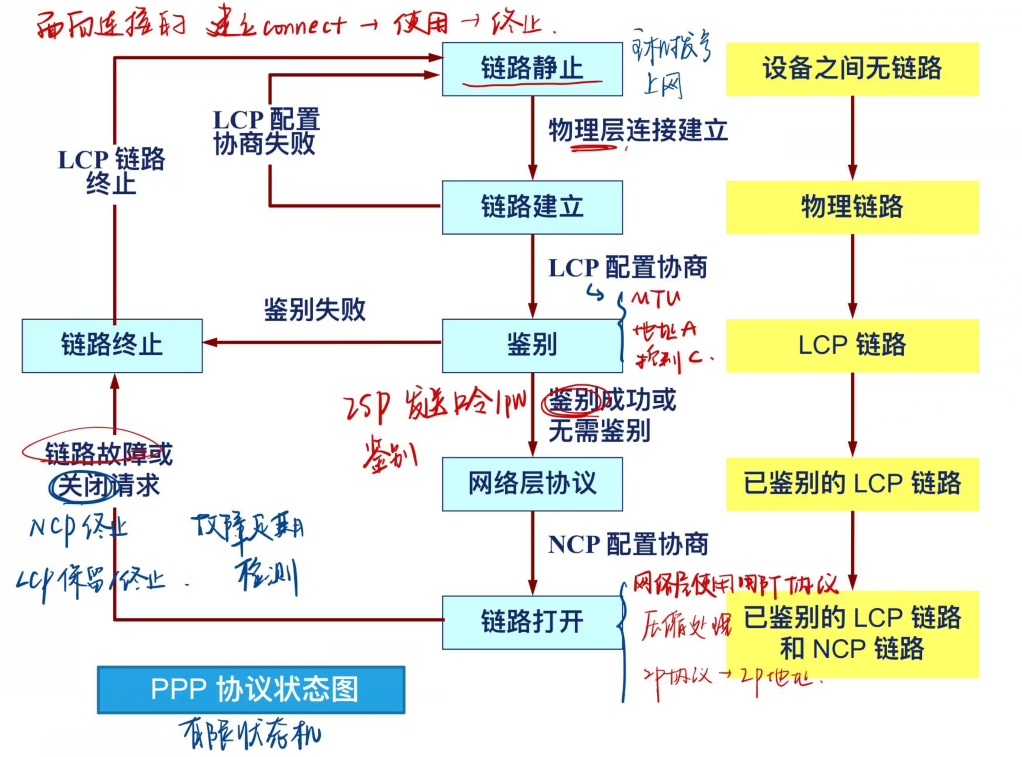 面向连接的 建立connect → 使用 → 终止.
链路静止
主机拨号
上网
设备之间无链路
物理层连接建立
LCP 配置
协商失败
LCP 链路
终止
链路建立
物理链路
LCP 配置协商
MTU
地址A
控制C.
鉴别失败
链路终止
鉴别
LCP 链路
ISP 发送口令/pw
鉴别
鉴别成功或
无需鉴别
链路故障或
关闭请求
网络层协议
已鉴别的 LCP 链路
NCP终止
LCP保留/终止.
检测
NCP 配置协商
网络层使用哪个协议
压缩处理
IP协议 → IP地址.
链路打开
已鉴别的 LCP 链路
和 NCP 链路
PPP 协议状态图
有限状态机